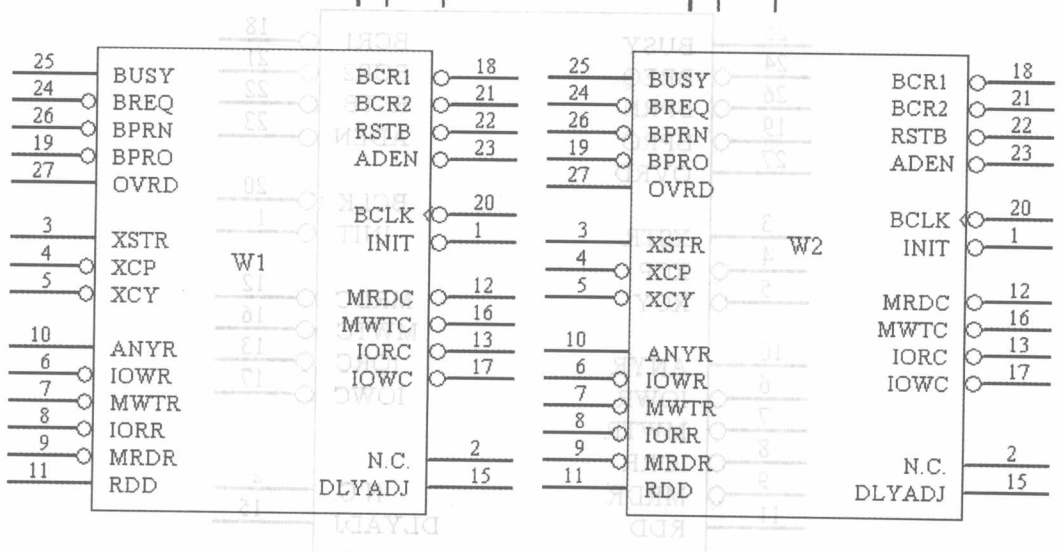 25 BUSY BCR1 18
24 BREQ BCR2 21
26 BPRN RSTB 22
19 BPRO ADEN 23
27 OVRD
BCLK 20
3 XSTR INIT 1
4 XCP W1
5 XCY MRDC 12
MWTC 16
10 ANYR IORC 13
6 IOWR IOWC 17
7 MWTR
8 IORR
9 MRDR N.C. 2
11 RDD DLYADJ 15
25 BUSY BCR1 18
24 BREQ BCR2 21
26 BPRN RSTB 22
19 BPRO ADEN 23
27 OVRD
BCLK 20
3 XSTR W2 INIT 1
4 XCP
5 XCY MRDC 12
MWTC 16
10 ANYR IORC 13
6 IOWR IOWC 17
7 MWTR
8 IORR
9 MRDR N.C. 2
11 RDD DLYADJ 15